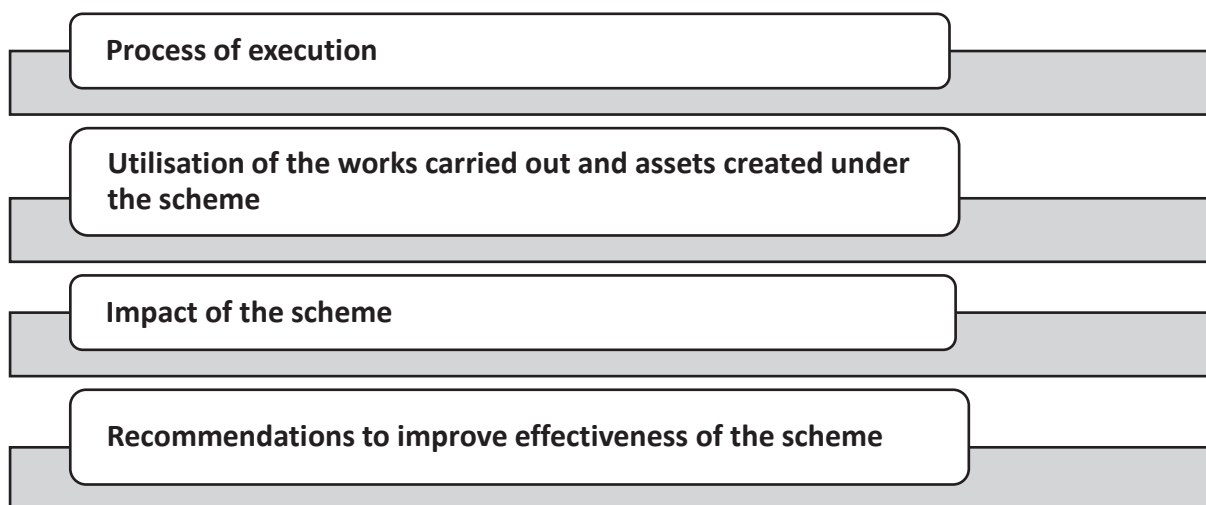 Process of execution
Utilisation of the works carried out and assets created under
the scheme
Impact of the scheme
Recommendations to improve effectiveness of the scheme